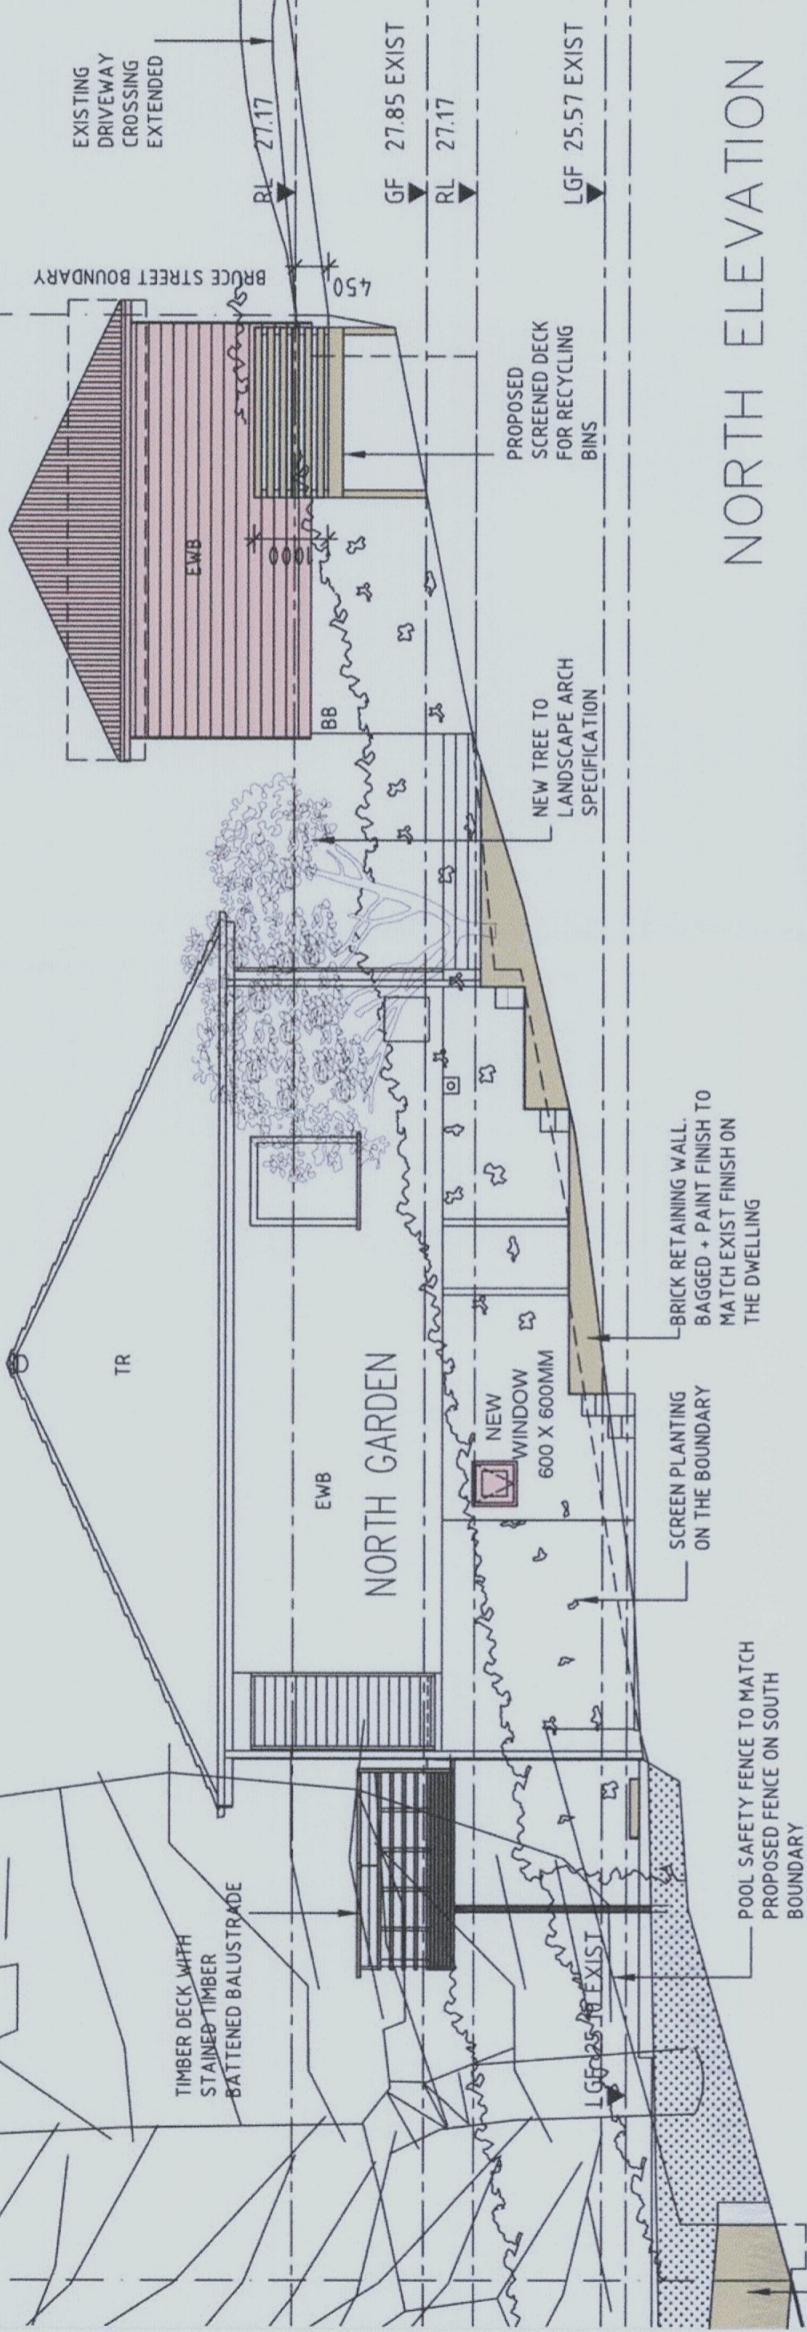 EXISTING
DRIVEWAY
CROSSING
EXTENDED
BRUCE STREET BOUNDARY
RL 27.17
GF 27.85 EXIST
RL 27.17
LGF 25.57 EXIST
450
EWB
1000
BB
PROPOSED
SCREENED DECK
FOR RECYCLING
BINS
NEW TREE TO
LANDSCAPE ARCH
SPECIFICATION
TR
EWB
NORTH GARDEN
NEW
WINDOW
600 X 600MM
BRICK RETAINING WALL.
BAGGED + PAINT FINISH TO
MATCH EXIST FINISH ON
THE DWELLING
SCREEN PLANTING
ON THE BOUNDARY
TIMBER DECK WITH
STAINED TIMBER
BATTENED BALUSTRADE
LGF EXIST
POOL SAFETY FENCE TO MATCH
PROPOSED FENCE ON SOUTH
BOUNDARY
NORTH ELEVATION